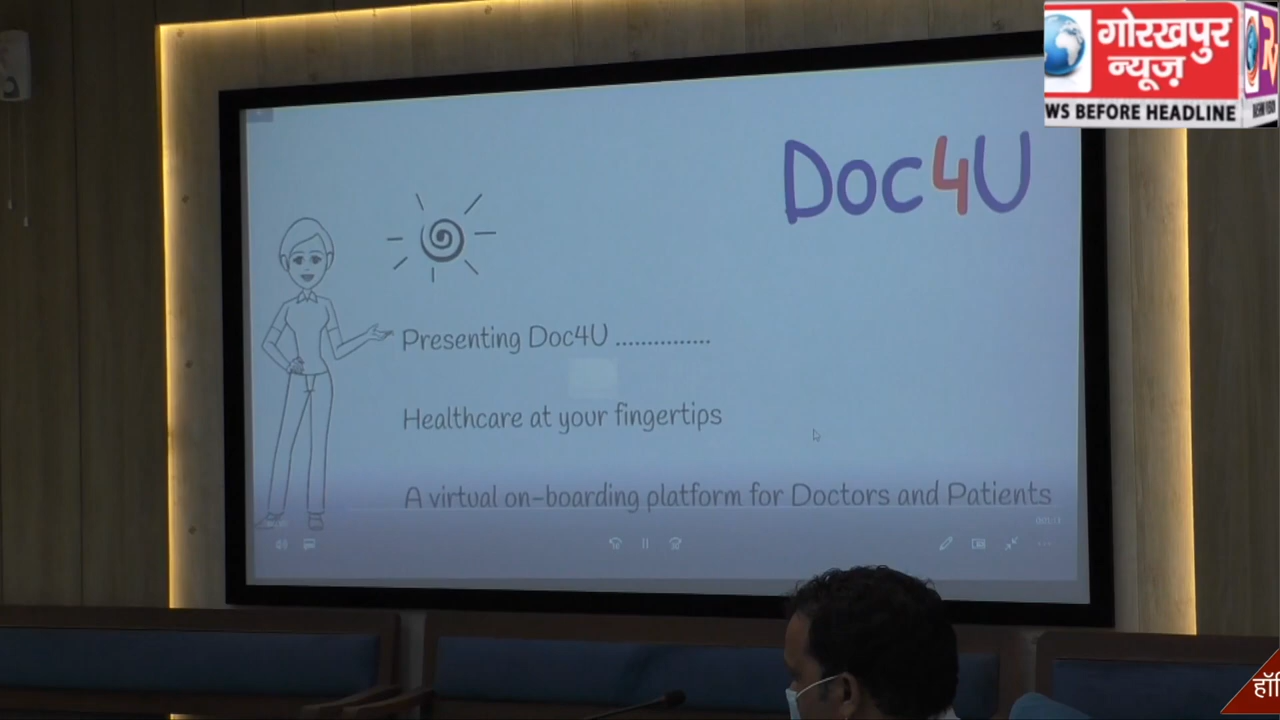 गोरखपुर
न्यूज़
WS BEFORE HEADLINE
Doc4U
Presenting Doc4U ...............
Healthcare at your fingertips
A virtual on-boarding platform for Doctors and Patients